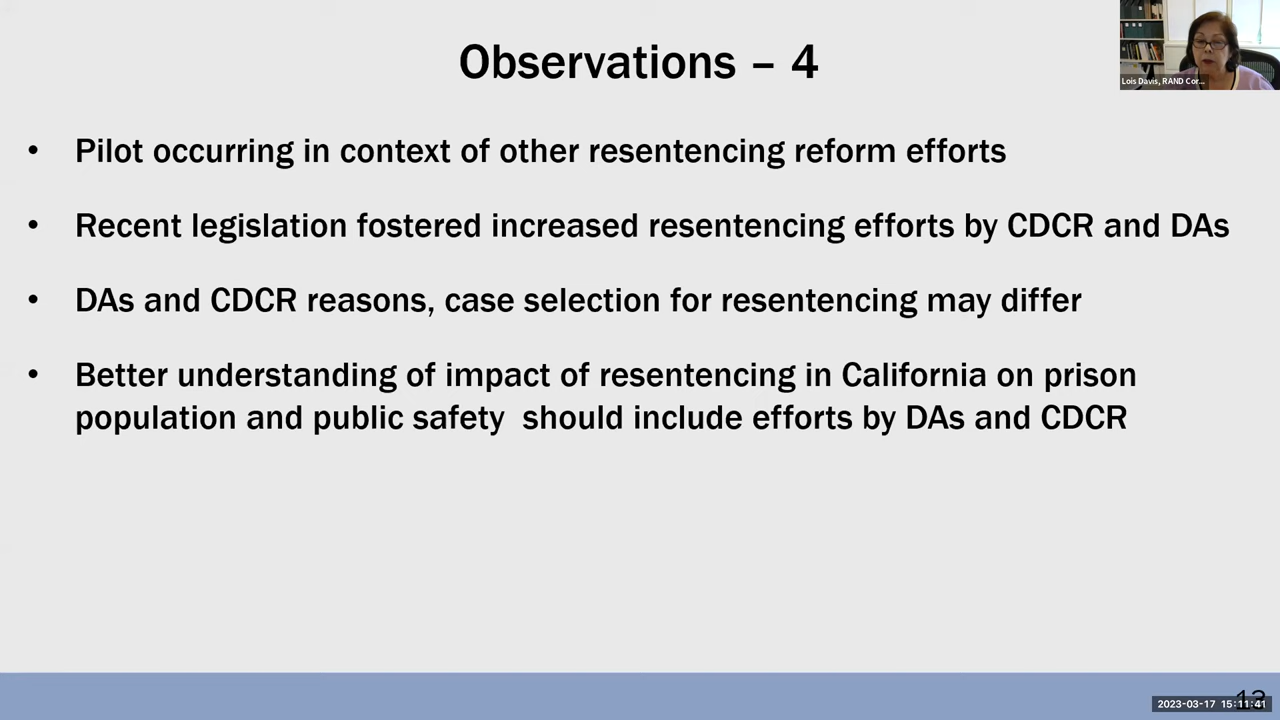 Observations – 4
Lois Davis, RAND Cor...
• Pilot occurring in context of other resentencing reform efforts
• Recent legislation fostered increased resentencing efforts by CDCR and DAs
• DAs and CDCR reasons, case selection for resentencing may differ
• Better understanding of impact of resentencing in California on prison
population and public safety  should include efforts by DAs and CDCR
13
2023-03-17 15:11:41